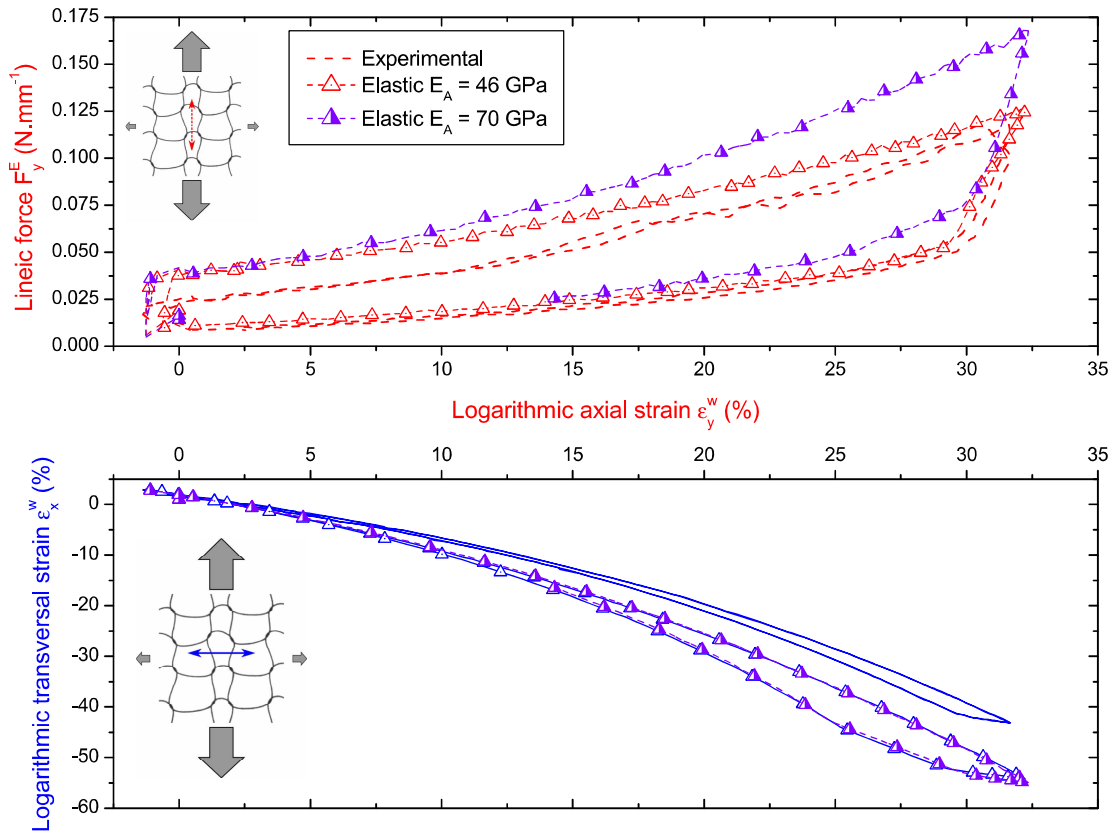 0.175
0.150
0.125
0.100
0.075
0.050
0.025
0.000
Lineic force F_y^E (N.mm^-1)
Experimental
Elastic E_A = 46 GPa
Elastic E_A = 70 GPa
0 5 10 15 20 25 30 35
Logarithmic axial strain ε_y^w (%)
0 5 10 15 20 25 30 35
Logarithmic transversal strain ε_x^w (%)
0
-10
-20
-30
-40
-50
-60